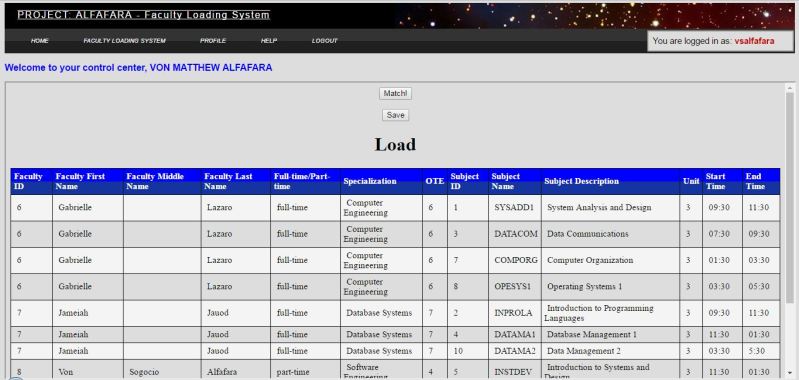 PROJECT: ALFAFARA - Faculty Loading System
HOME FACULTY LOADING SYSTEM PROFILE HELP LOGOUT
You are logged in as: vsalfafara
Welcome to your control center, VON MATTHEW ALFAFARA
Match!
Save
Load
Faculty ID Faculty First Name Faculty Middle Name Faculty Last Name Full-time/Part-time Specialization OTE Subject ID Subject Name Subject Description Unit Start Time End Time
6 Gabrielle Lazaro full-time Computer Engineering 6 1 SYSADD1 System Analysis and Design 3 09:30 11:30
6 Gabrielle Lazaro full-time Computer Engineering 6 3 DATACOM Data Communications 3 07:30 09:30
6 Gabrielle Lazaro full-time Computer Engineering 6 7 COMPORG Computer Organization 3 01:30 03:30
6 Gabrielle Lazaro full-time Computer Engineering 6 8 OPESYS1 Operating Systems 1 3 03:30 05:30
7 Jameiah Jauod full-time Database Systems 7 2 INPROLA Introduction to Programming Languages 3 09:30 11:30
7 Jameiah Jauod full-time Database Systems 7 4 DATAMA1 Database Management 1 3 11:30 01:30
7 Jameiah Jauod full-time Database Systems 7 10 DATAMA2 Data Management 2 3 03:30 5:30
8 Von Sogocio Alfafara part-time Software Engineering 4 5 INSTDEV Introduction to Systems and Design 3 11:30 01:30